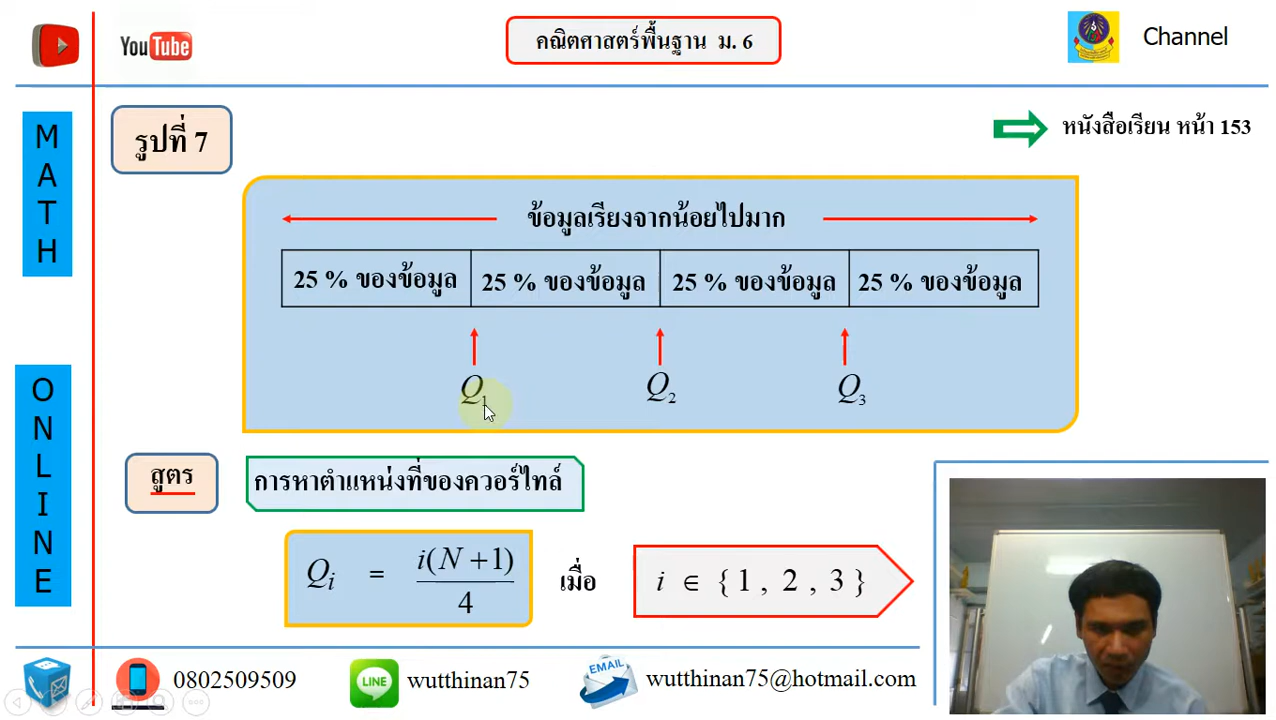 YouTube
คณิตศาสตร์พื้นฐาน ม. 6
Channel
M
A
T
H
O
N
L
I
N
E
รูปที่ 7
หนังสือเรียน หน้า 153
ข้อมูลเรียงจากน้อยไปมาก
25 % ของข้อมูล 25 % ของข้อมูล 25 % ของข้อมูล 25 % ของข้อมูล
Q₁ Q₂ Q₃
สูตร การหาตำแหน่งที่ของควอร์ไทล์
Qᵢ = i(N+1)/4 เมื่อ i ∈ { 1 , 2 , 3 }
0802509509 LINE wutthinan75 EMAIL wutthinan75@hotmail.com